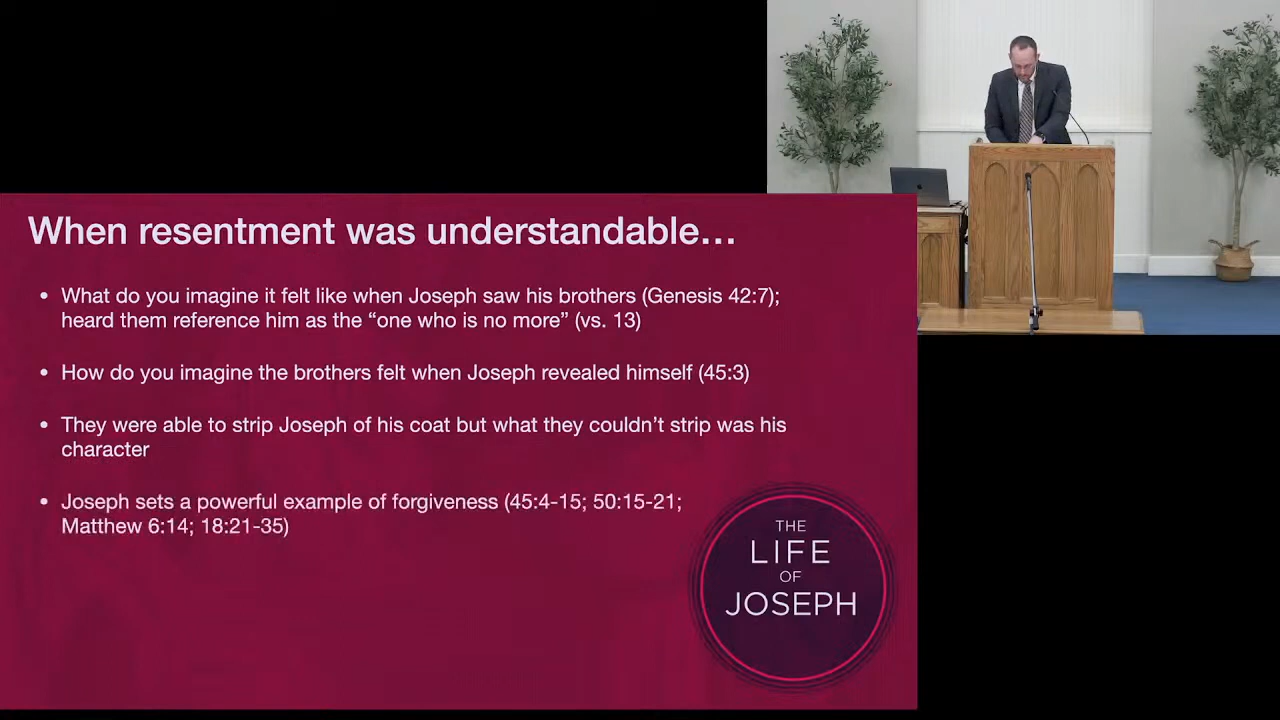 When resentment was understandable…
• What do you imagine it felt like when Joseph saw his brothers (Genesis 42:7);
heard them reference him as the “one who is no more” (vs. 13)
• How do you imagine the brothers felt when Joseph revealed himself (45:3)
• They were able to strip Joseph of his coat but what they couldn’t strip was his
character
• Joseph sets a powerful example of forgiveness (45:4-15; 50:15-21;
Matthew 6:14; 18:21-35)
THE
LIFE
OF
JOSEPH